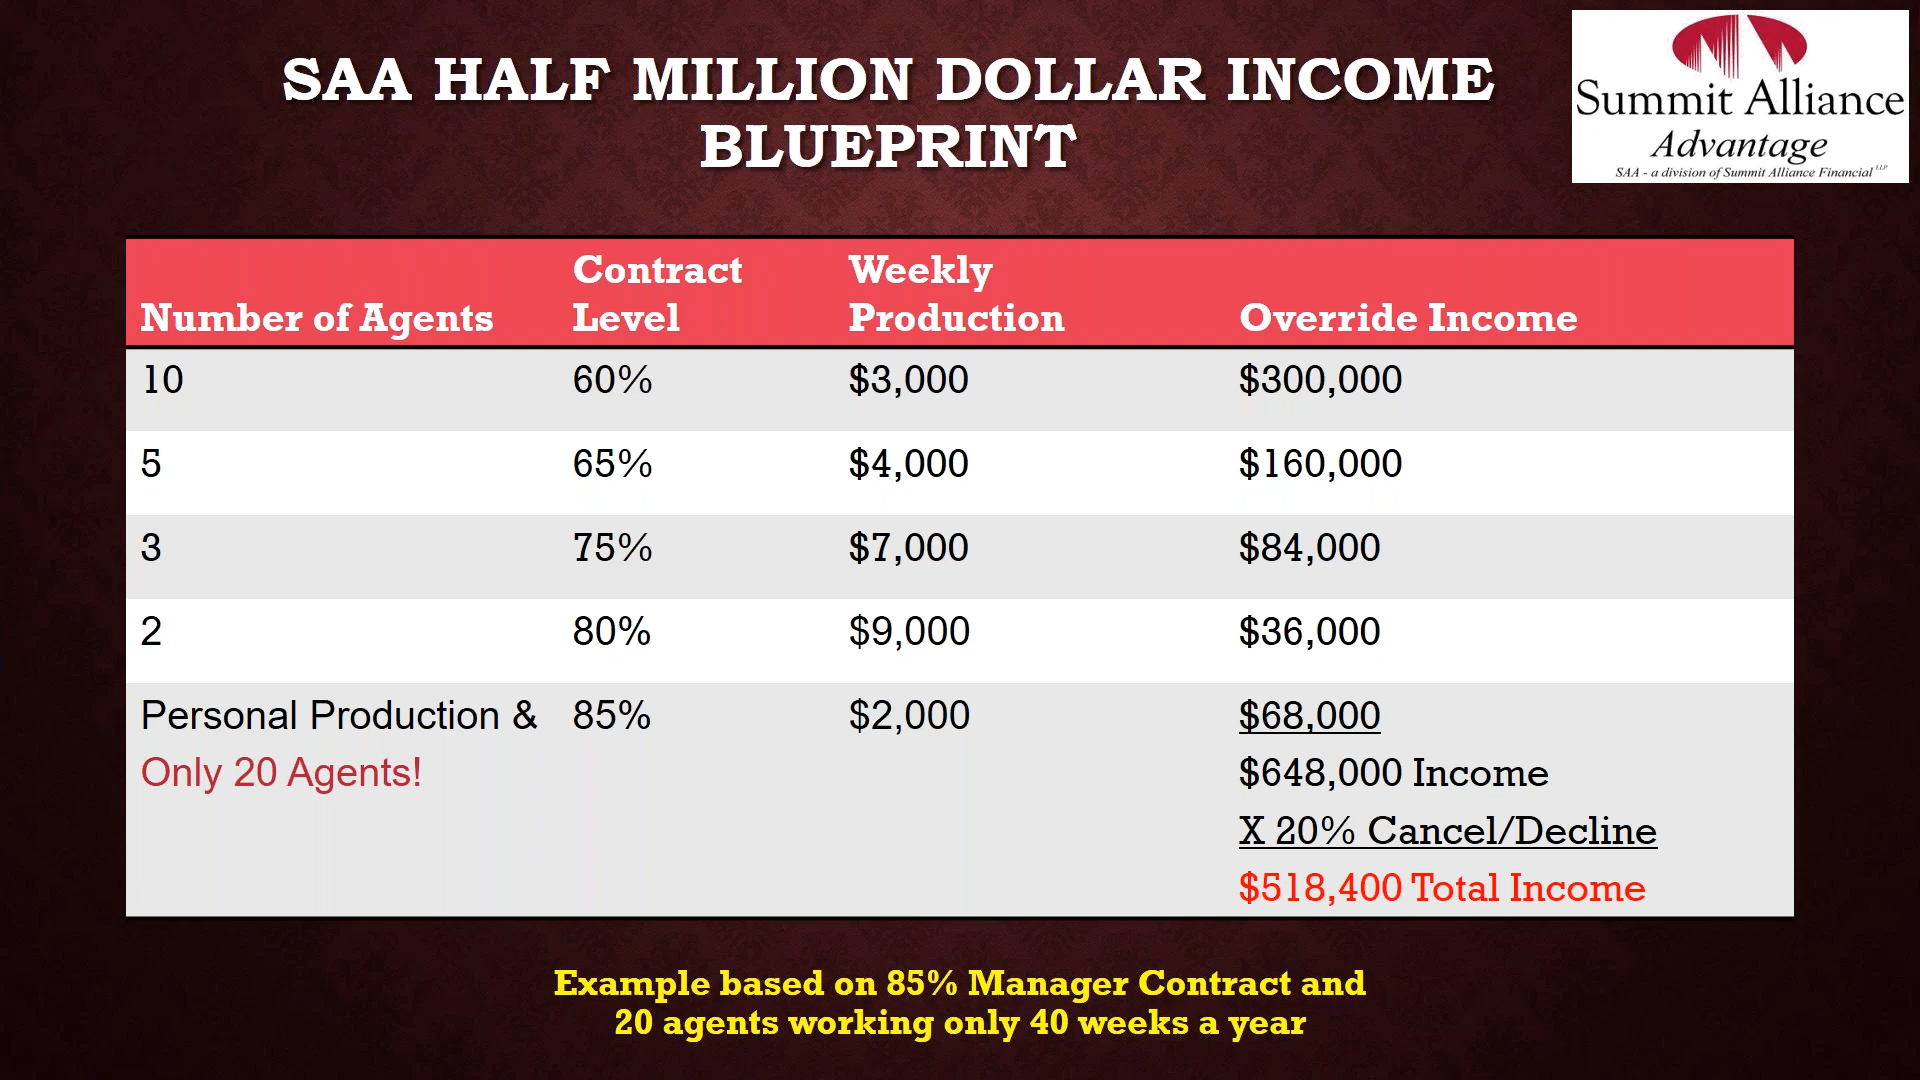 SAA HALF MILLION DOLLAR INCOME
BLUEPRINT
Summit Alliance
Advantage
SAA - a division of Summit Alliance Financial LLP
Number of Agents Contract Level Weekly Production Override Income
10 60% $3,000 $300,000
5 65% $4,000 $160,000
3 75% $7,000 $84,000
2 80% $9,000 $36,000
Personal Production & 85% $2,000 $68,000
Only 20 Agents! $648,000 Income
X 20% Cancel/Decline
$518,400 Total Income
Example based on 85% Manager Contract and
20 agents working only 40 weeks a year